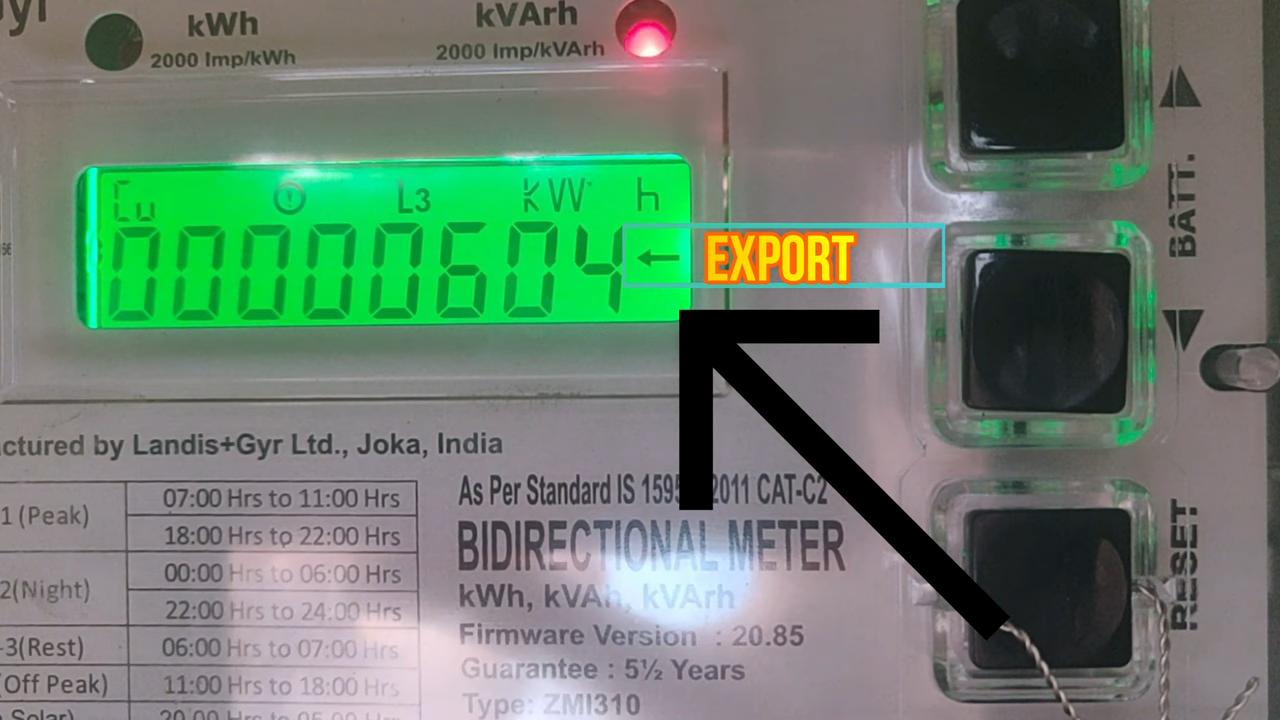 kWh
2000 Imp/kWh
kVArh
2000 Imp/kVArh
Cu L3 kW h
00000604
EXPORT
BATT.
RESET
Landis+Gyr Ltd., Joka, India
1 (Peak) 07:00 Hrs to 11:00 Hrs
18:00 Hrs to 22:00 Hrs
2(Night) 00:00 Hrs to 06:00 Hrs
22:00 Hrs to 24:00 Hrs
-3(Rest) 06:00 Hrs to 07:00 Hrs
(Off Peak) 11:00 Hrs to 18:00 Hrs
As Per Standard IS 2011 CAT-C2
BIDIRECTIONAL METER
kWh, kVAh, kVArh
Firmware Version : 20.85
Guarantee : 5½ Years
Type: ZMI310